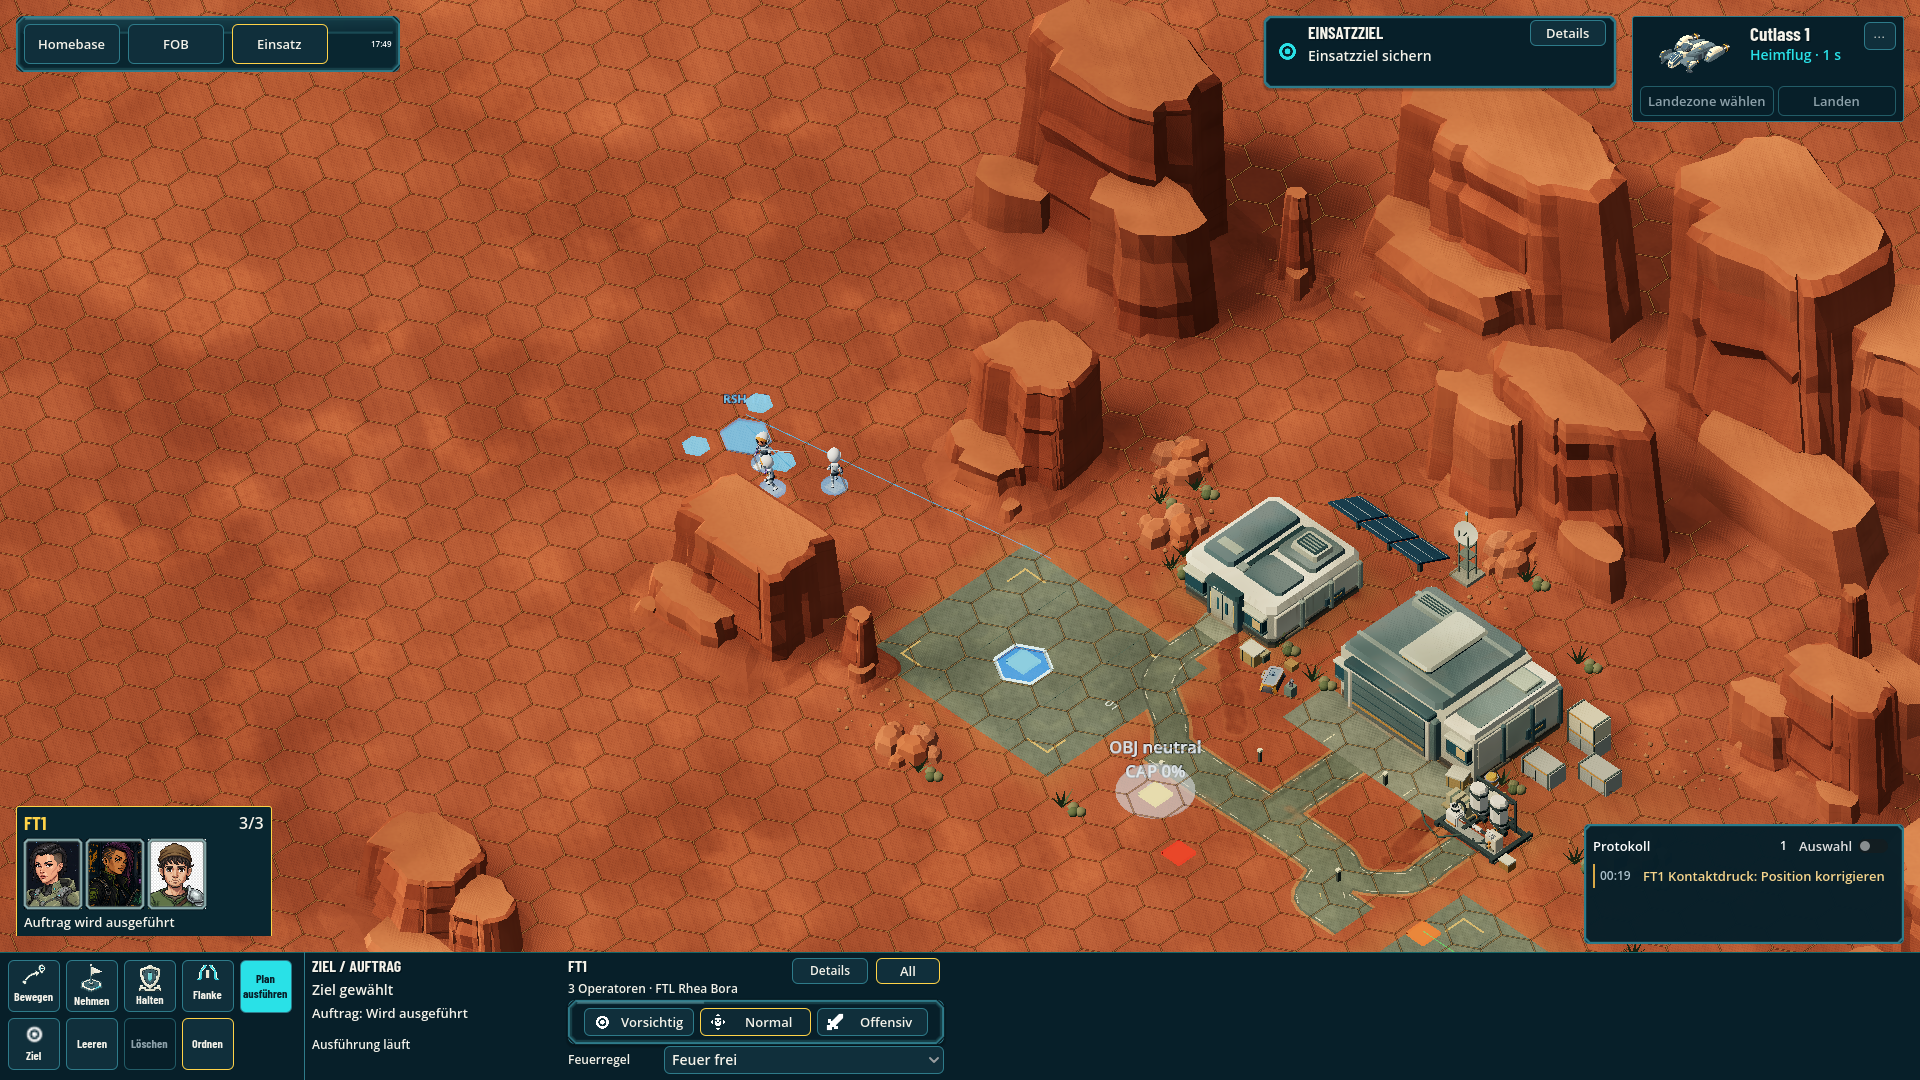 Homebase
FOB
Einsatz
17:49
EINSATZZIEL
Details
Einsatzziel sichern
Cutlass 1
...
Heimflug · 1 s
Landezone wählen
Landen
RSH
OBJ neutral
CAP 0%
FT1
3/3
Auftrag wird ausgeführt
Protokoll
1
Auswahl
00:19
FT1 Kontaktdruck: Position korrigieren
Bewegen
Nehmen
Halten
Flanke
Plan
ausführen
Ziel
Leeren
Löschen
Ordnen
ZIEL / AUFTRAG
Ziel gewählt
Auftrag: Wird ausgeführt
Ausführung läuft
FT1
Details
All
3 Operatoren · FTL Rhea Bora
Vorsichtig
Normal
Offensiv
Feuerregel
Feuer frei